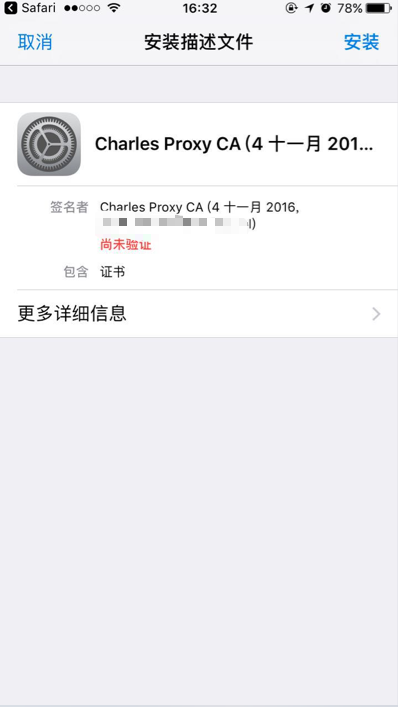 Safari 16:32 78%
取消 安装描述文件 安装
Charles Proxy CA (4 十一月 201...
签名者 Charles Proxy CA (4 十一月 2016,
尚未验证
包含 证书
更多详细信息